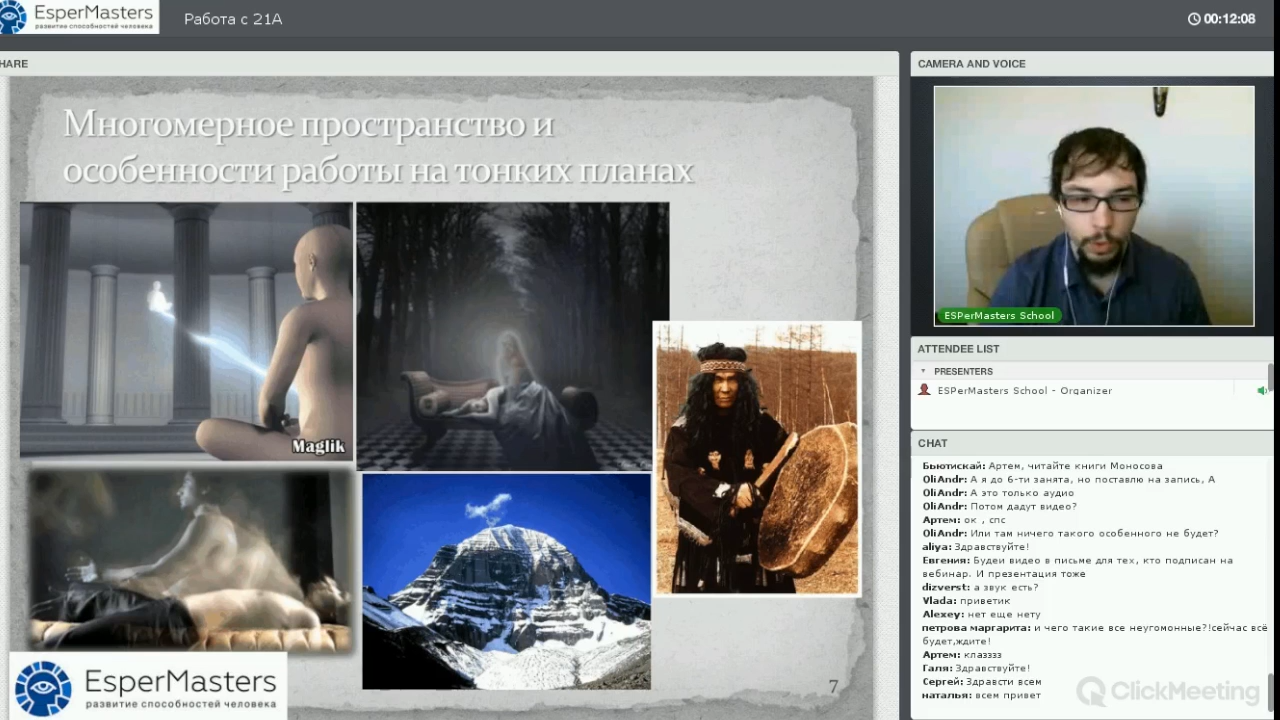 EsperMasters
развитие способностей человека
Работа с 21А
00:12:08
HARE
CAMERA AND VOICE
Многомерное пространство и
особенности работы на тонких планах
Maglik
EsperMasters
развитие способностей человека
7
ESPerMasters School
ATTENDEE LIST
PRESENTERS
ESPerMasters School - Organizer
CHAT
Бьютискай: Артем, читайте книги Моносова
OliAndr: А я до 6-ти занята, но поставлю на запись, А
OliAndr: А это только аудио
OliAndr: Потом дадут видео?
Артем: ок , спс
OliAndr: Или там ничего такого особенного не будет?
aliya: Здравствуйте!
Евгения: Будеи видео в письме для тех, кто подписан на
вебинар. И презентация тоже
dizverst: а звук есть?
Vlada: приветик
Alexey: нет еще нету
петрова маргарита: и чего такие все неугомонные?!сейчас всё
будет,ждите!
Артем: клазззз
Галя: Здравствуйте!
Сергей: Здравсти всем
наталья: всем привет
ClickMeeting